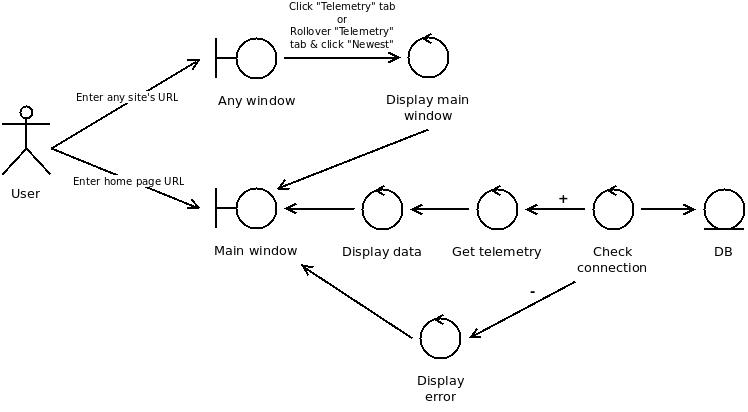 Click "Telemetry" tab
or
Rollover "Telemetry"
tab & click "Newest"
Enter any site's URL
Any window
Display main
window
User
Enter home page URL
+
Main window
Display data
Get telemetry
Check
connection
DB
-
Display
error